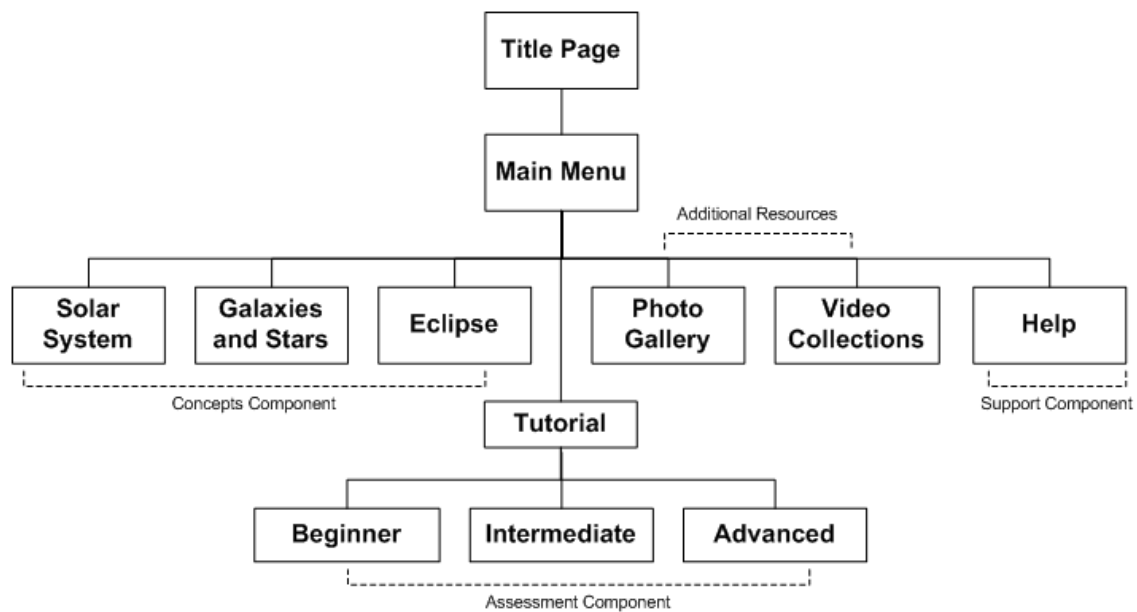 Title Page
Main Menu
Additional Resources
Solar
System
Galaxies
and Stars
Eclipse
Photo
Gallery
Video
Collections
Help
Concepts Component
Support Component
Tutorial
Beginner
Intermediate
Advanced
Assessment Component